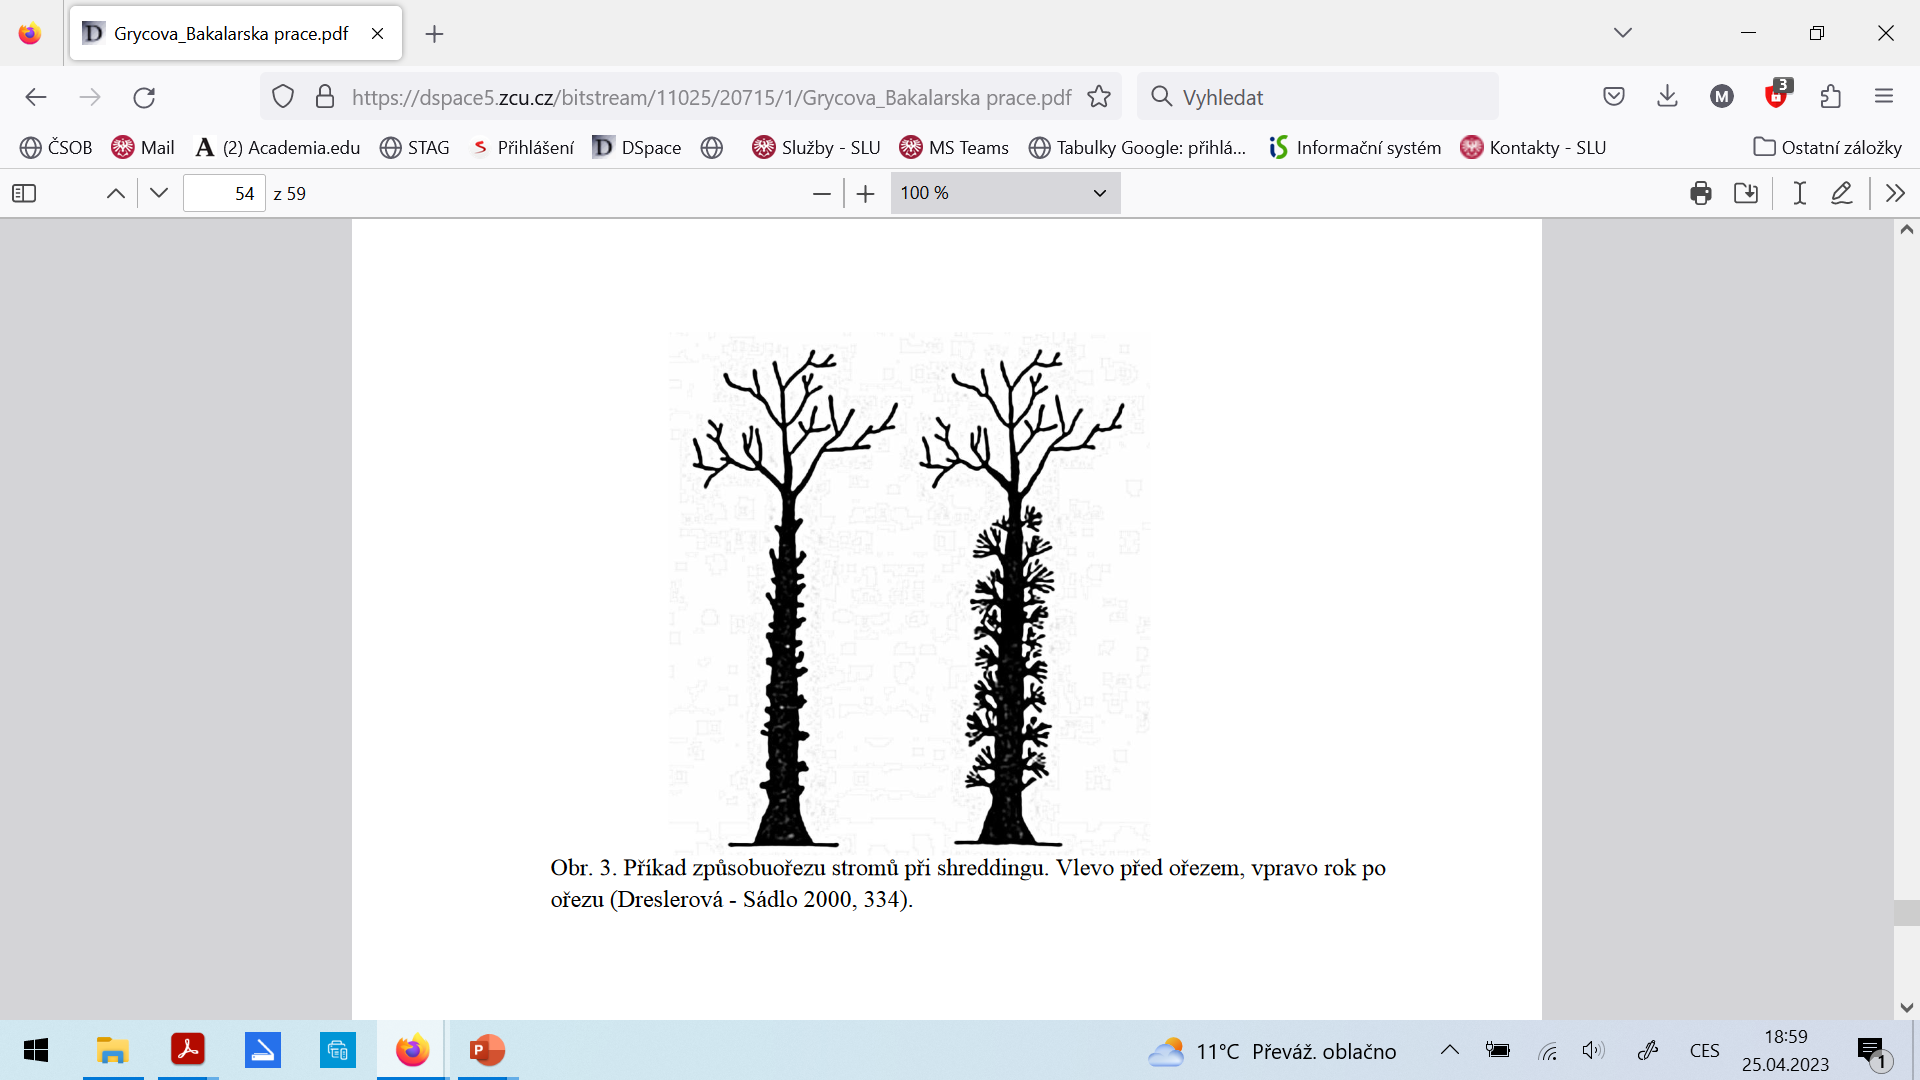 Grycova_Bakalarska prace.pdf
https://dspace5.zcu.cz/bitstream/11025/20715/1/Grycova_Bakalarska prace.pdf
Vyhledat
M
3
ČSOB
Mail
(2) Academia.edu
STAG
Přihlášení
DSpace
Služby - SLU
MS Teams
Tabulky Google: přihlá...
Informační systém
Kontakty - SLU
Ostatní záložky
54 z 59
100 %
Obr. 3. Příkad způsobuořezu stromů při shreddingu. Vlevo před ořezem, vpravo rok po
ořezu (Dreslerová - Sádlo 2000, 334).
11°C Převáž. oblačno
CES
18:59
25.04.2023
1